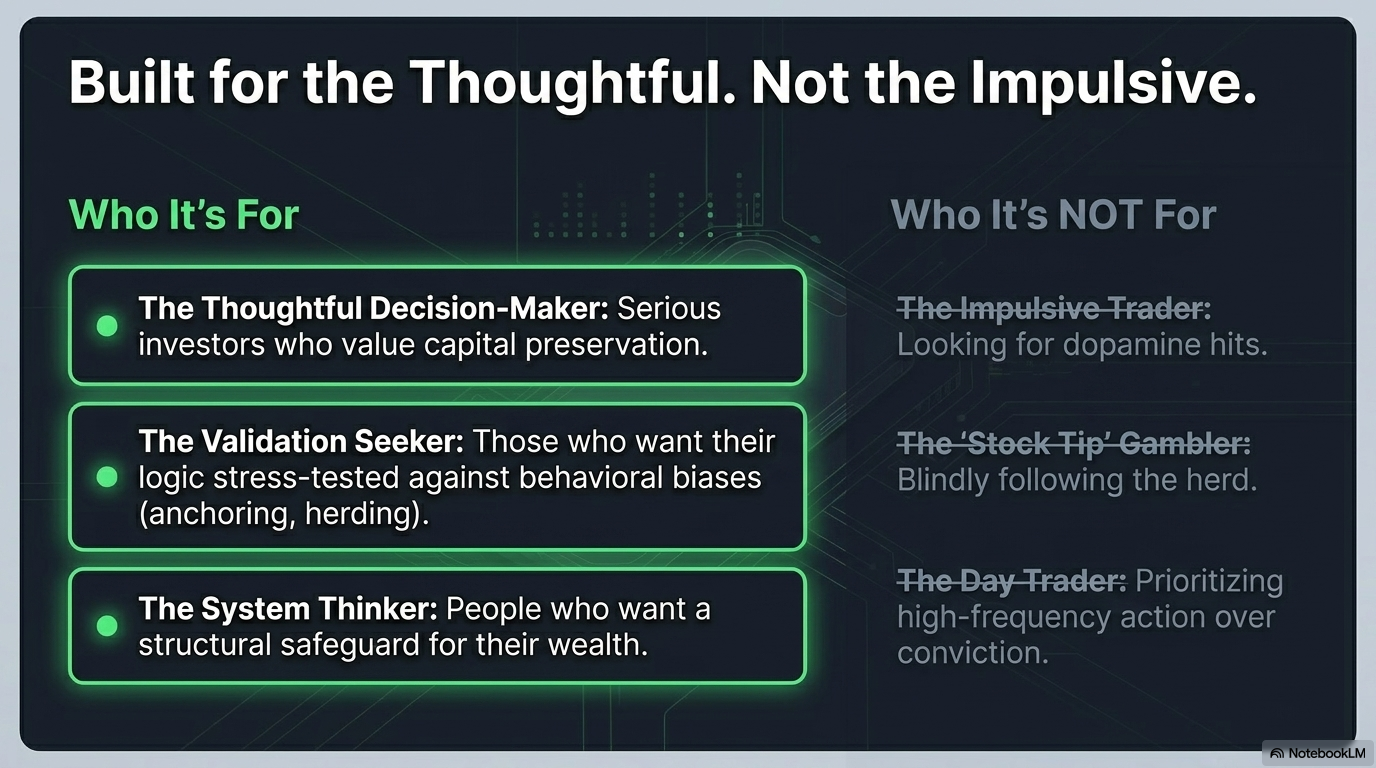 Built for the Thoughtful. Not the Impulsive.
Who It’s For
The Thoughtful Decision-Maker: Serious
investors who value capital preservation.
The Validation Seeker: Those who want their
logic stress-tested against behavioral biases
(anchoring, herding).
The System Thinker: People who want a
structural safeguard for their wealth.
Who It’s NOT For
The Impulsive Trader:
Looking for dopamine hits.
The ‘Stock Tip’ Gambler:
Blindly following the herd.
The Day Trader: Prioritizing
high-frequency action over
conviction.
NotebookLM